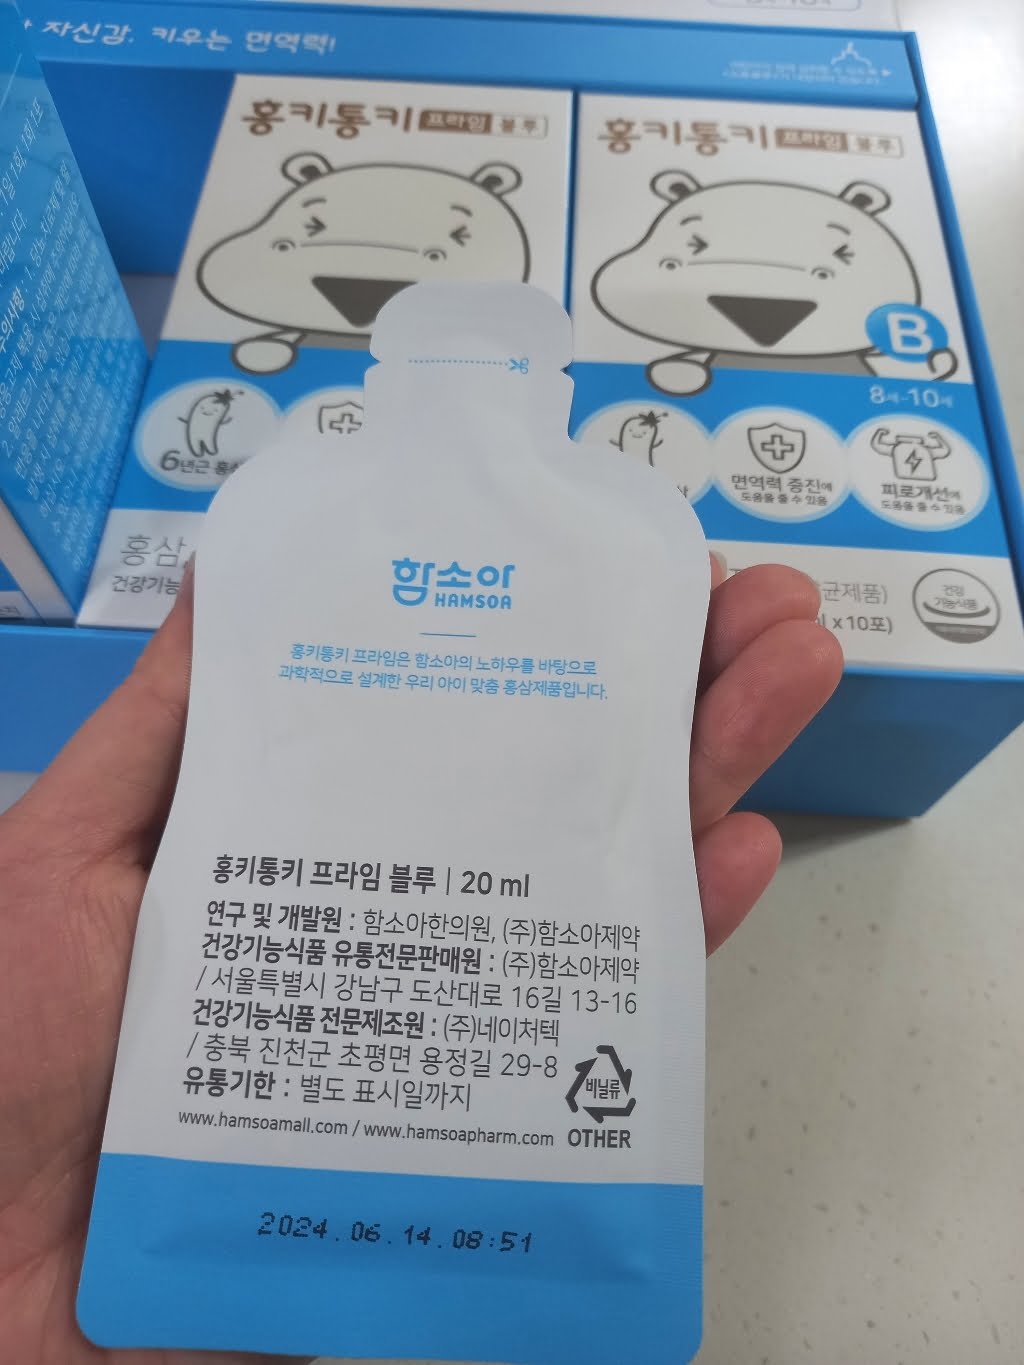 자신감, 키우는 면역력!
홍키통키 프라임 블루
홍키통키 프라임 블루
B
8세-10세
6년근 홍삼
면역력 증진에
도움을 줄 수 있음
피로개선에
도움을 줄 수 있음
홍삼
건강기능
균제품)
x 10포)
건강
기능식품
함소아
HAMSOA
홍키통키 프라임은 함소아의 노하우를 바탕으로
과학적으로 설계한 우리 아이 맞춤 홍삼제품입니다.
홍키통키 프라임 블루 | 20 ml
연구 및 개발원 : 함소아한의원, (주)함소아제약
건강기능식품 유통전문판매원 : (주)함소아제약
/ 서울특별시 강남구 도산대로 16길 13-16
건강기능식품 전문제조원 : (주)네이처텍
/ 충북 진천군 초평면 용정길 29-8
유통기한 : 별도 표시일까지
www.hamsoamall.com / www.hamsoapharm.com
비닐류
OTHER
2024.06.14.08:51